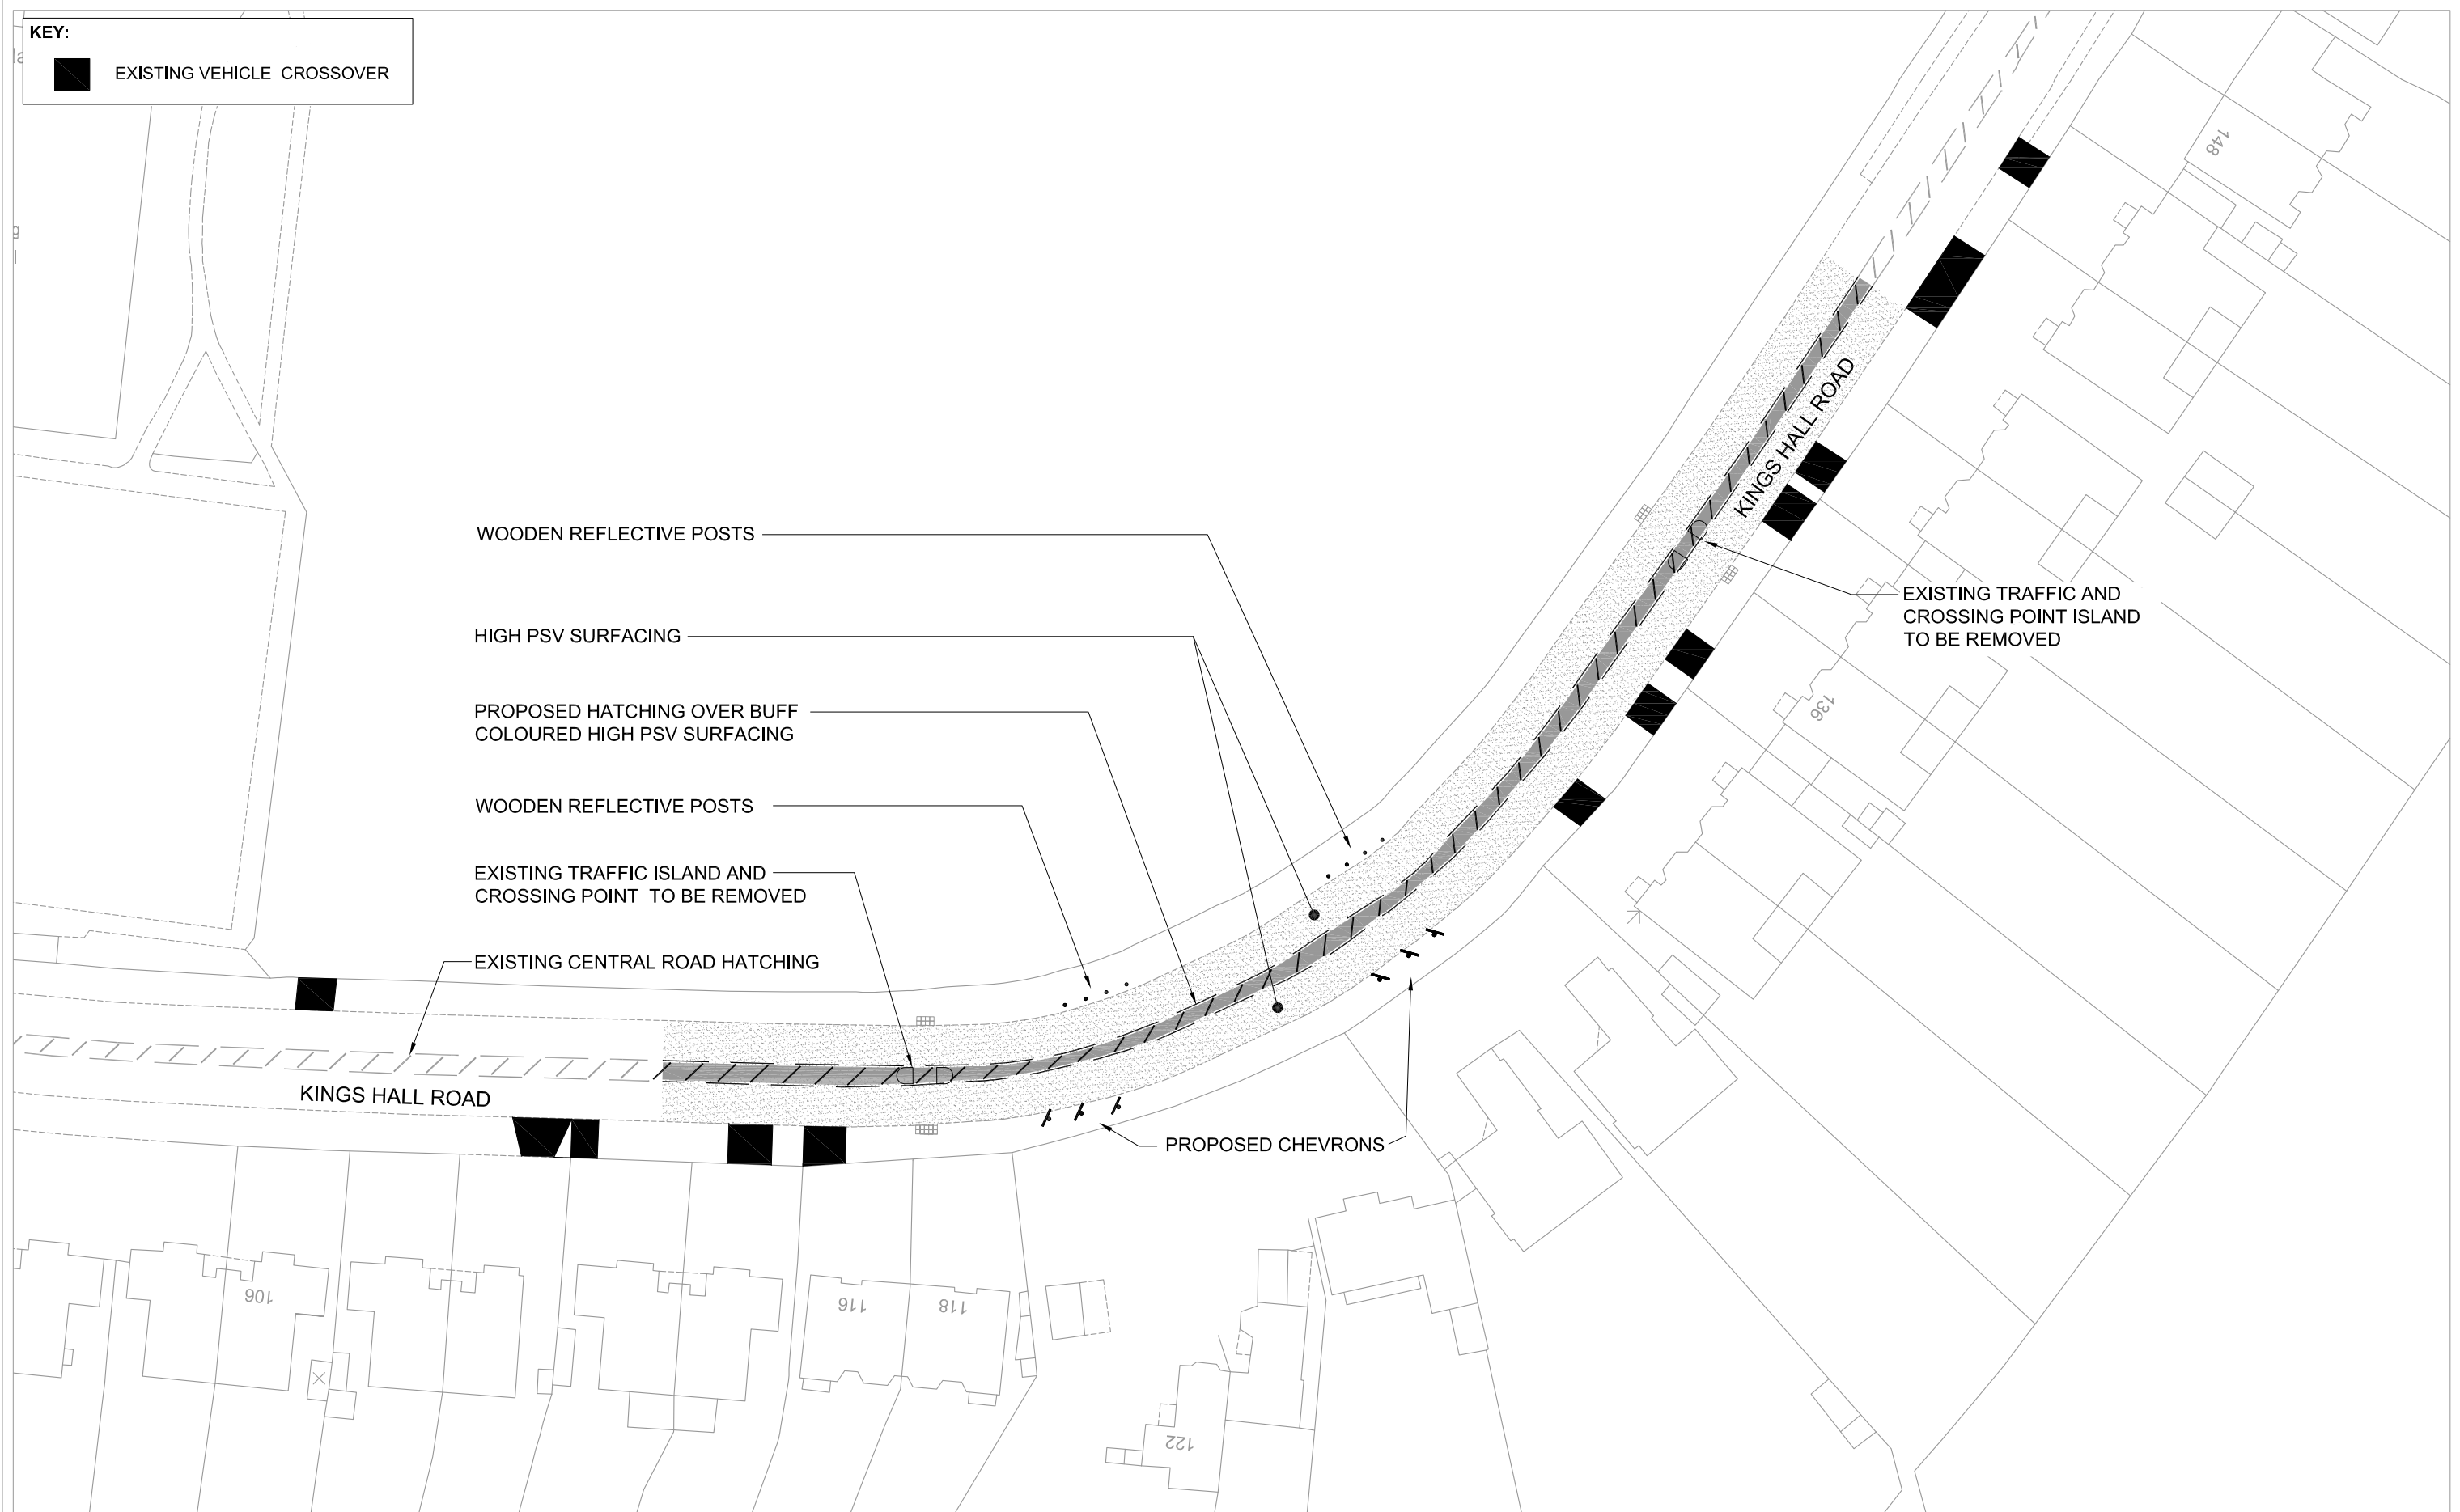 KEY:
EXISTING VEHICLE CROSSOVER
148
KINGS HALL ROAD
WOODEN REFLECTIVE POSTS
EXISTING TRAFFIC AND
CROSSING POINT ISLAND
TO BE REMOVED
HIGH PSV SURFACING
136
PROPOSED HATCHING OVER BUFF
COLOURED HIGH PSV SURFACING
WOODEN REFLECTIVE POSTS
EXISTING TRAFFIC ISLAND AND
CROSSING POINT TO BE REMOVED
EXISTING CENTRAL ROAD HATCHING
KINGS HALL ROAD
PROPOSED CHEVRONS
106
116
118
122